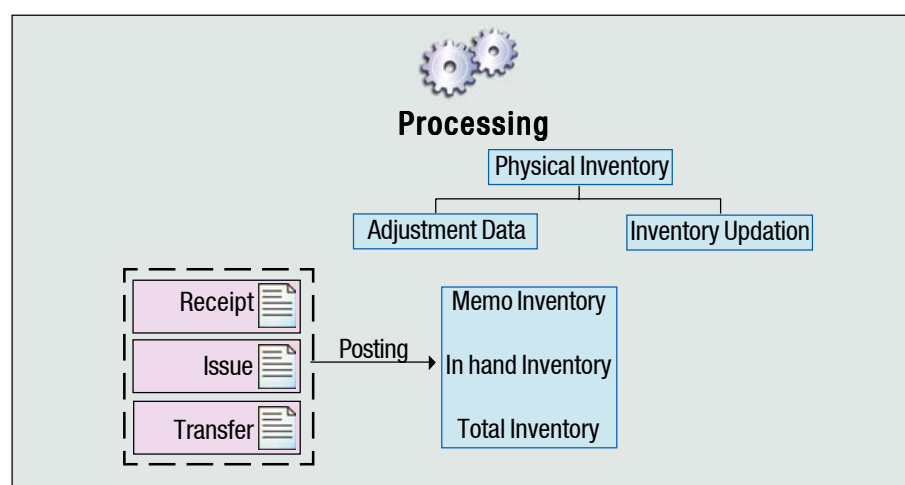 Processing
Physical Inventory
Adjustment Data
Inventory Updation
Receipt
Issue
Transfer
Posting
Memo Inventory
In hand Inventory
Total Inventory